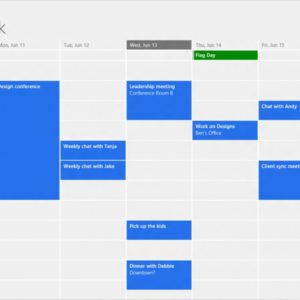 k
Mon, Jun 11
Tue, Jun 12
Wed, Jun 13
Thu, Jun 14
Fri, Jun 15
Flag Day
Design conference
Leadership meeting
Conference Room B
Chat with Andy
Work on Designs
Ben's Office
Weekly chat with Tanja
Weekly chat with Jake
Client sync meet
Pick up the kids
Dinner with Debbie
Downtown?